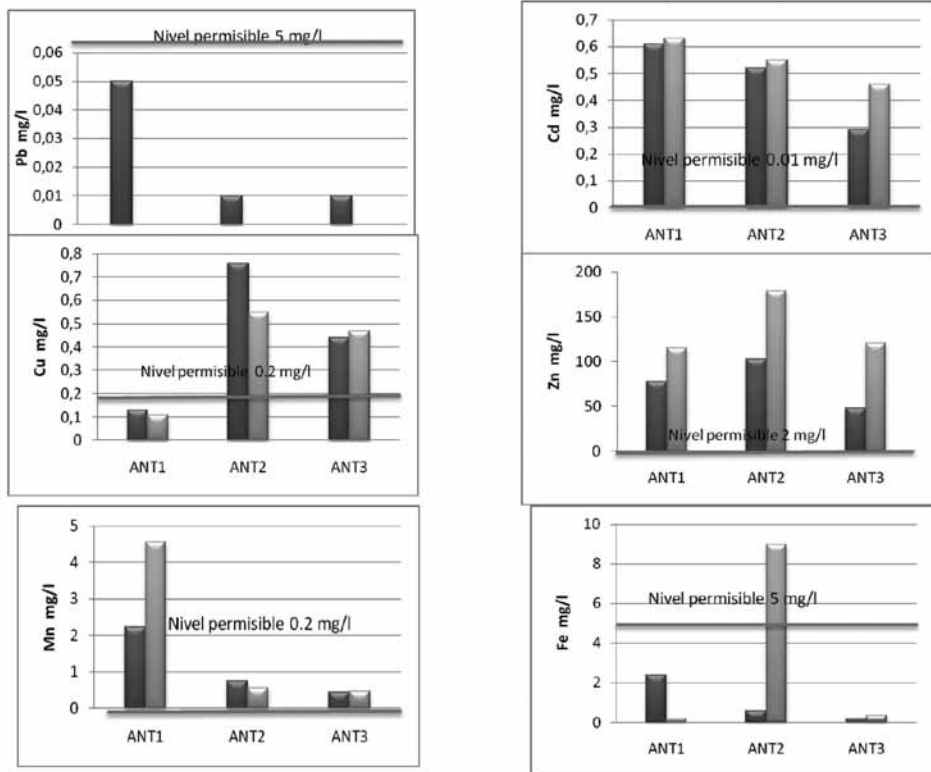 Nivel permisible 5 mg/l
Pb mg/l
0,06
0,05
0,04
0,03
0,02
0,01
0
Cd mg/l
0,7
0,6
0,5
0,4
0,3
0,2
0,1
0
Nivel permisible 0.01 mg/l
ANT1 ANT2 ANT3
Cu mg/l
0,8
0,7
0,6
0,5
0,4
0,3
0,2
0,1
0
Nivel permisible 0.2 mg/l
ANT1 ANT2 ANT3
Zn mg/l
200
150
100
50
0
Nivel permisible 2 mg/l
ANT1 ANT2 ANT3
Mn mg/l
5
4
3
2
1
0
Nivel permisible 0.2 mg/l
ANT1 ANT2 ANT3
Fe mg/l
10
8
6
4
2
0
Nivel permisible 5 mg/l
ANT1 ANT2 ANT3